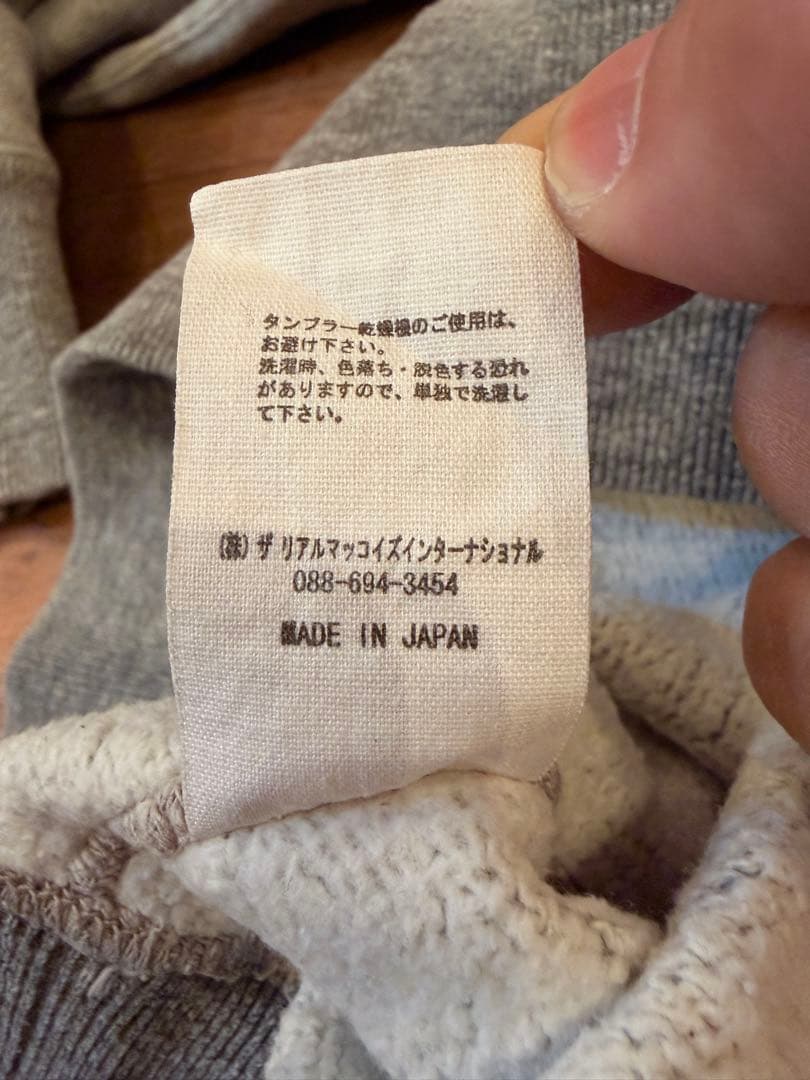 タンブラー乾燥機のご使用は、
お避け下さい。
洗濯時、色落ち・脱色する恐れ
がありますので、単独で洗濯し
て下さい。
(株) ザ リアルマッコイズインターナショナル
088-694-3454
MADE IN JAPAN